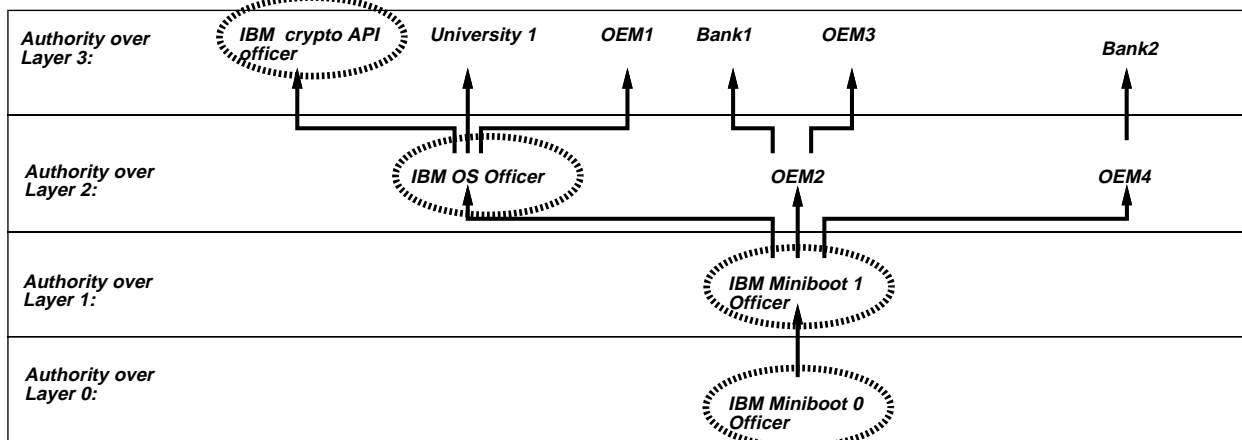 Authority over
Layer 3:
IBM crypto API
officer
University 1
OEM1
Bank1
OEM3
Bank2
Authority over
Layer 2:
IBM OS Officer
OEM2
OEM4
Authority over
Layer 1:
IBM Miniboot 1
Officer
Authority over
Layer 0:
IBM Miniboot 0
Officer